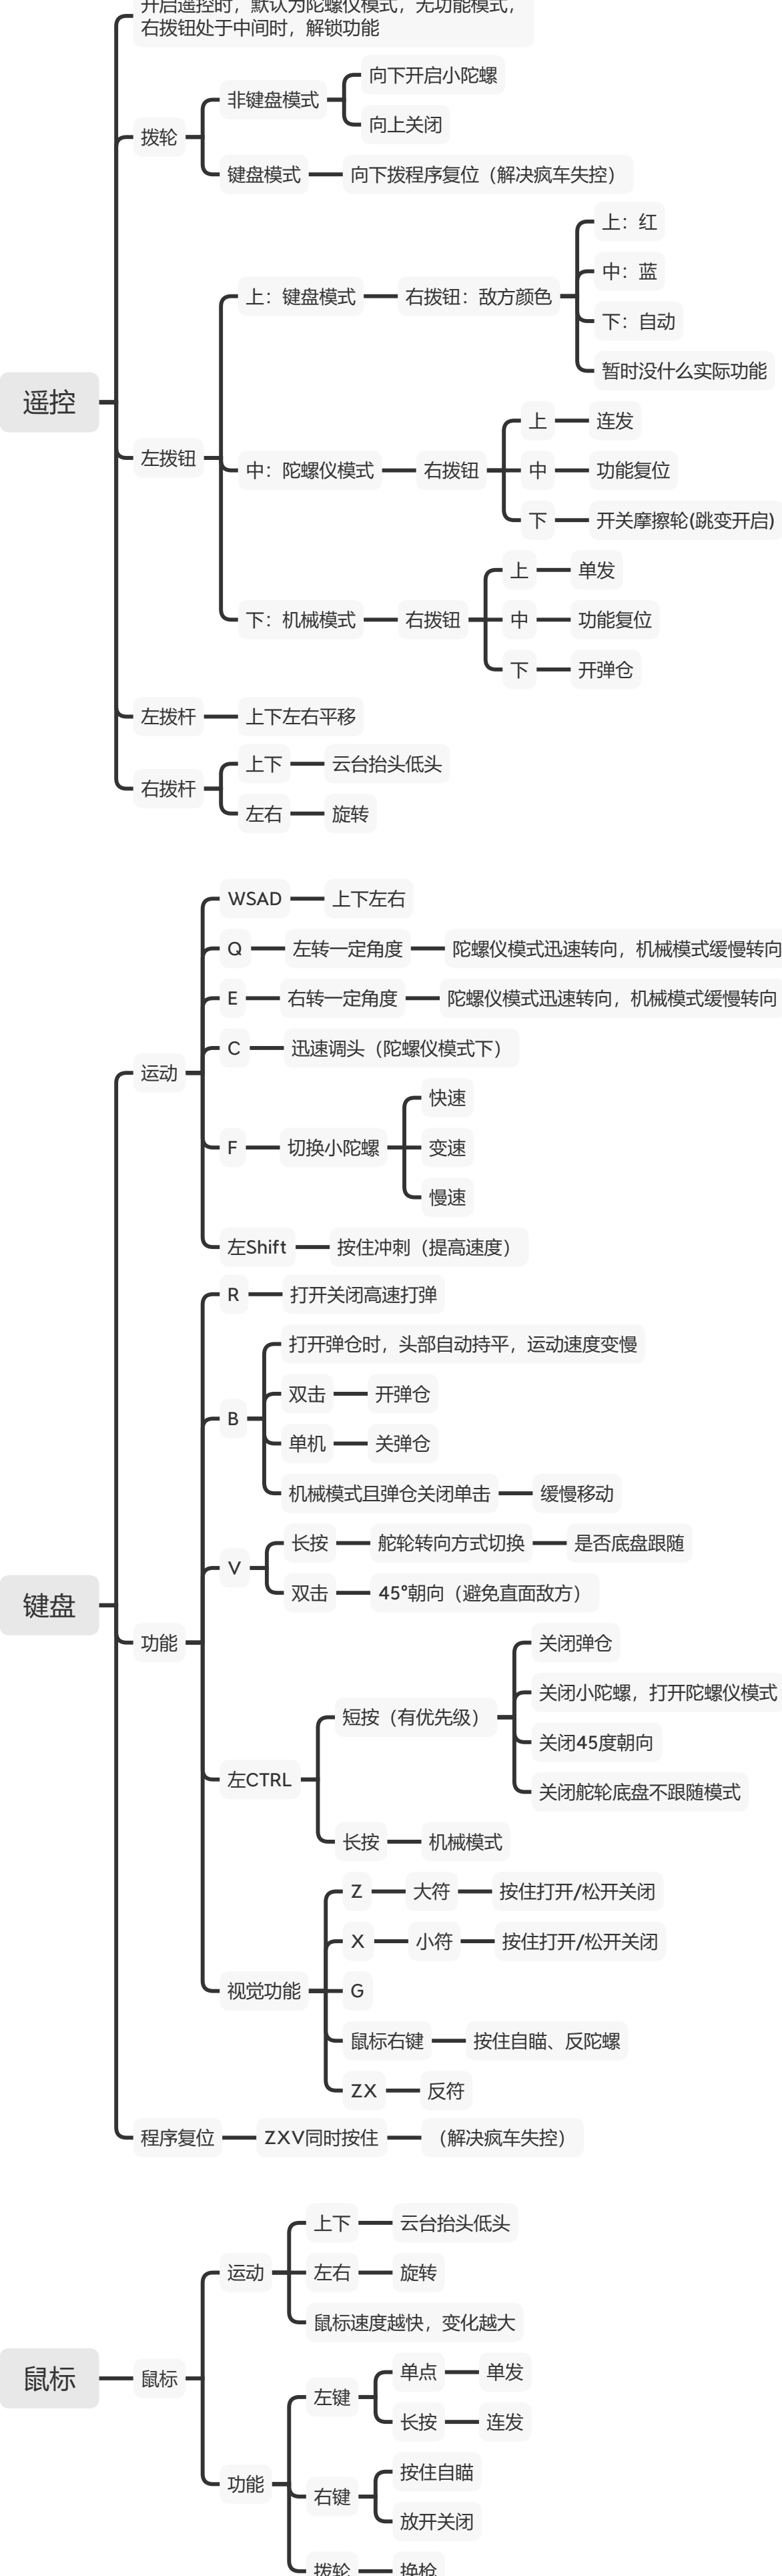 开启遥控时，默认为陀螺仪模式，无功能模式，
右拨钮处于中间时，解锁功能
向下开启小陀螺
非键盘模式
向上关闭
拨轮
键盘模式
向下拨程序复位（解决疯车失控）
上：红
中：蓝
上：键盘模式
右拨钮：敌方颜色
下：自动
暂时没什么实际功能
遥控
上
连发
左拨钮
中：陀螺仪模式
右拨钮
中
功能复位
下
开关摩擦轮(跳变开启)
上
单发
下：机械模式
右拨钮
中
功能复位
下
开弹仓
左拨杆
上下左右平移
上下
云台抬头低头
右拨杆
左右
旋转
WSAD
上下左右
Q
左转一定角度
陀螺仪模式迅速转向，机械模式缓慢转向
E
右转一定角度
陀螺仪模式迅速转向，机械模式缓慢转向
C
迅速调头（陀螺仪模式下）
运动
快速
F
切换小陀螺
变速
慢速
左Shift
按住冲刺（提高速度）
R
打开关闭高速打弹
打开弹仓时，头部自动持平，运动速度变慢
双击
开弹仓
B
单机
关弹仓
机械模式且弹仓关闭单击
缓慢移动
长按
舵轮转向方式切换
是否底盘跟随
V
双击
45°朝向（避免直面敌方）
键盘
功能
关闭弹仓
关闭小陀螺，打开陀螺仪模式
短按（有优先级）
关闭45度朝向
左CTRL
关闭舵轮底盘不跟随模式
长按
机械模式
Z
大符
按住打开/松开关闭
X
小符
按住打开/松开关闭
视觉功能
G
鼠标右键
按住自瞄、反陀螺
ZX
反符
程序复位
ZXV同时按住
（解决疯车失控）
上下
云台抬头低头
运动
左右
旋转
鼠标速度越快，变化越大
鼠标
鼠标
单点
单发
左键
长按
连发
功能
按住自瞄
右键
放开关闭
拨轮
换枪